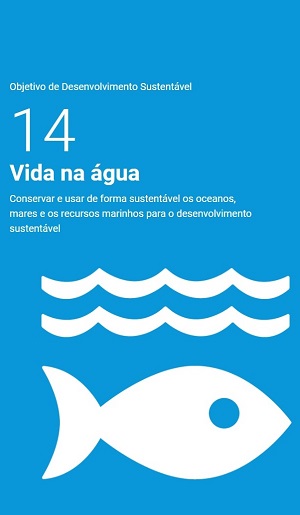 Objetivo de Desenvolvimento Sustentável
14
Vida na água
Conservar e usar de forma sustentável os oceanos,
mares e os recursos marinhos para o desenvolvimento
sustentável